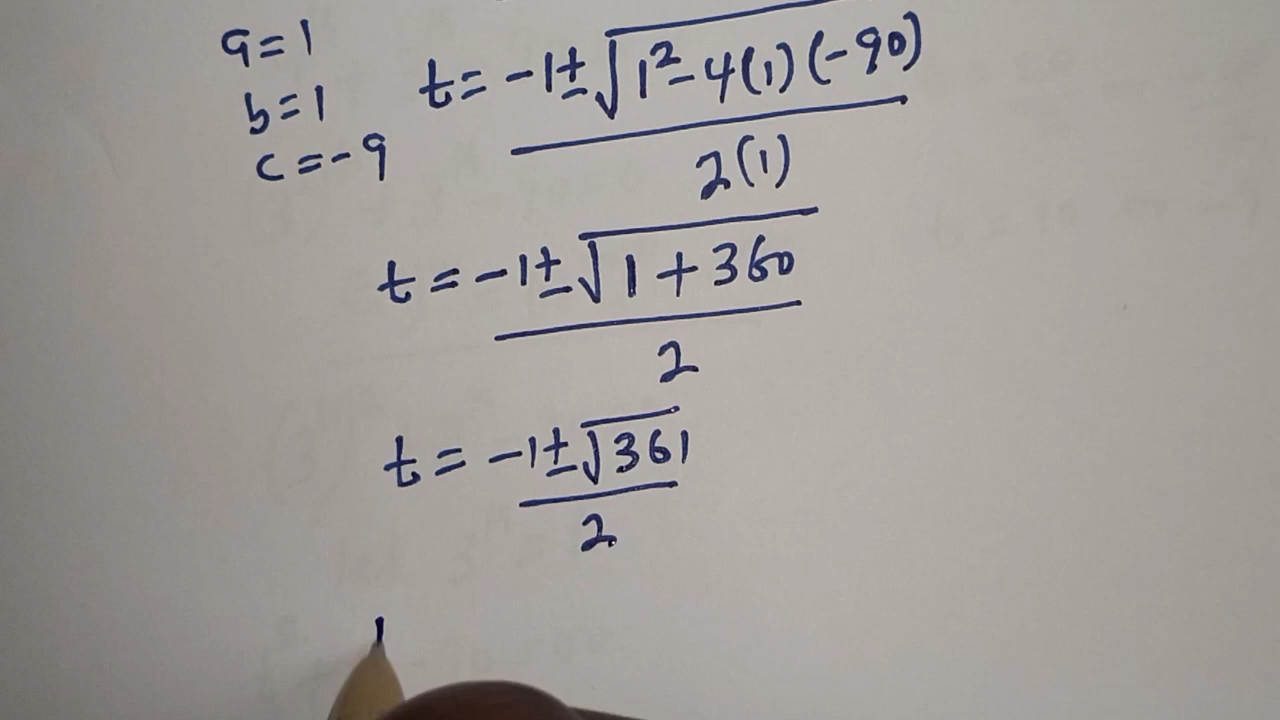 a=1
b=1
c=-9
t= -1±√1²-4(1)(-90)
2(1)
t = -1±√1+360
2
t = -1±√361
2